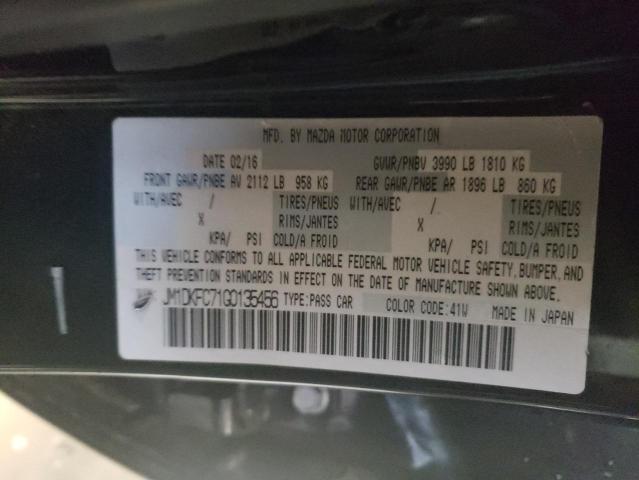 MFD. BY MAZDA MOTOR CORPORATION
DATE 02/16 GVWR/PNBV 3990 LB 1810 KG
FRONT GAWR/PNBE AV 2112 LB 958 KG REAR GAWR/PNBE AR 1896 LB 860 KG
WITH/AVEC / TIRES/PNEUS WITH/AVEC / TIRES/PNEUS
X RIMS/JANTES X RIMS/JANTES
KPA/ PSI COLD/A FROID KPA/ PSI COLD/A FROID
THIS VEHICLE CONFORMS TO ALL APPLICABLE FEDERAL MOTOR VEHICLE SAFETY, BUMPER, AND
THEFT PREVENTION STANDARDS IN EFFECT ON THE DATE OF MANUFACTURE SHOWN ABOVE.
JM1DKFC71G0135456 TYPE: PASS CAR COLOR CODE: 41W MADE IN JAPAN